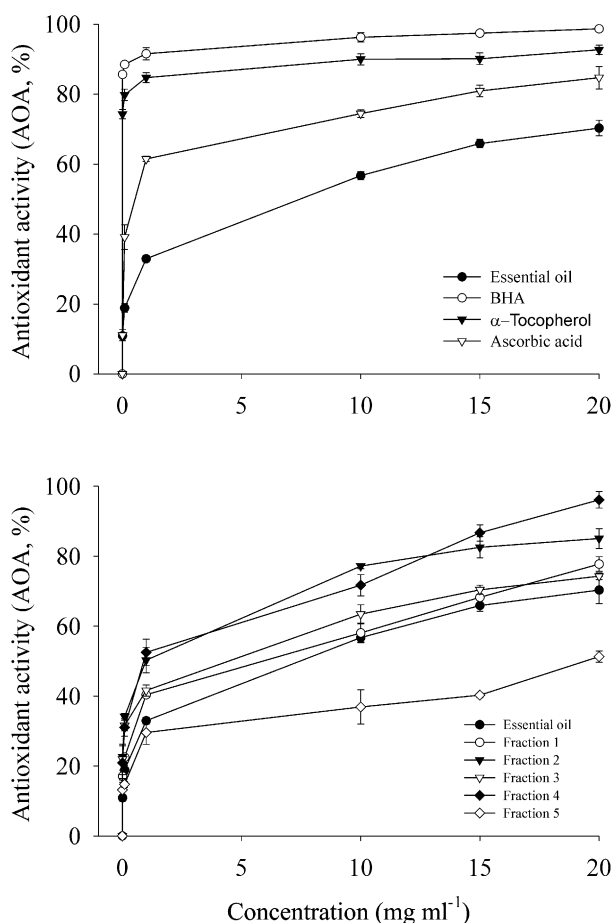 Antioxidant activity (AOA, %)
100
80
60
40
20
0
Essential oil
BHA
α–Tocopherol
Ascorbic acid
0 5 10 15 20
Antioxidant activity (AOA, %)
100
80
60
40
20
0
Essential oil
Fraction 1
Fraction 2
Fraction 3
Fraction 4
Fraction 5
0 5 10 15 20
Concentration (mg ml⁻¹)